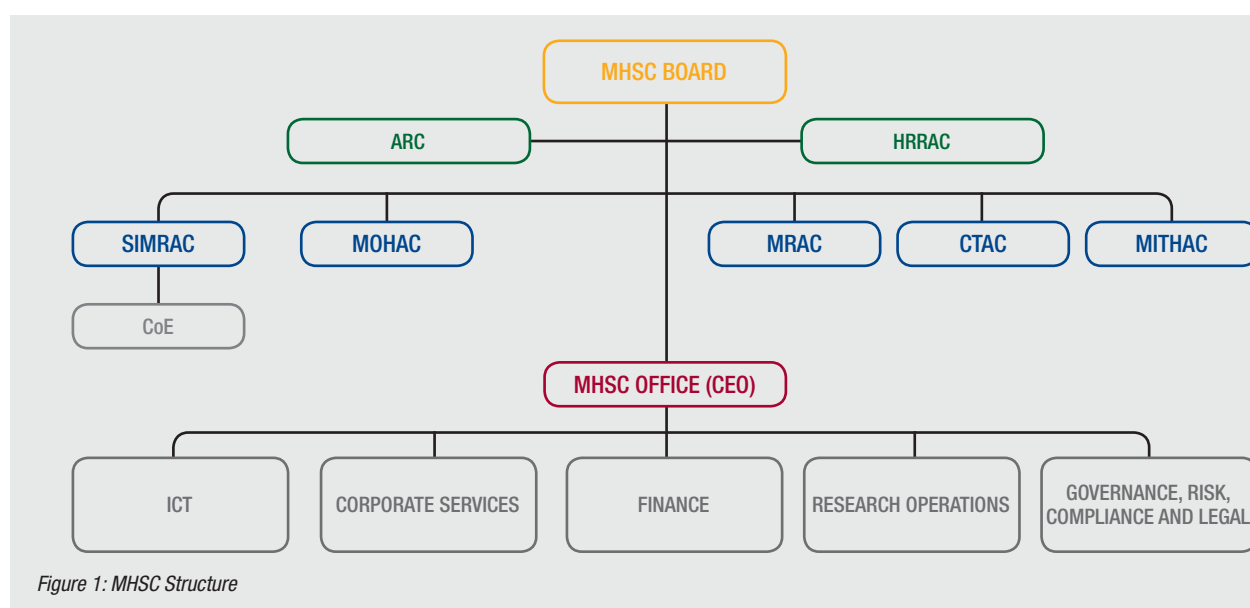 MHSC BOARD
ARC
HRRAC
SIMRAC
MOHAC
MRAC
CTAC
MITHAC
CoE
MHSC OFFICE (CEO)
ICT
CORPORATE SERVICES
FINANCE
RESEARCH OPERATIONS
GOVERNANCE, RISK,
COMPLIANCE AND LEGAL
Figure 1: MHSC Structure